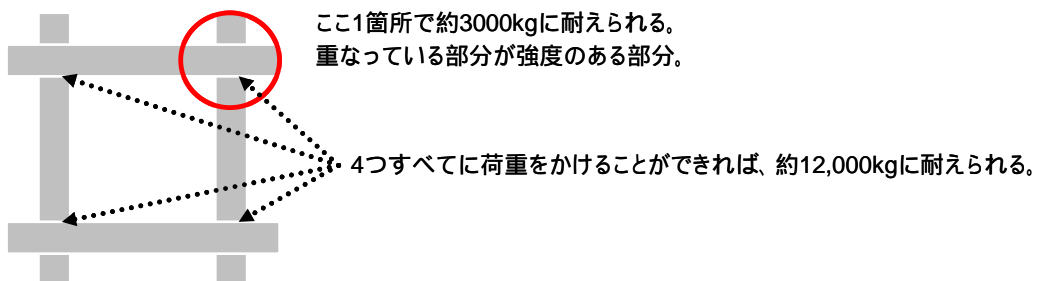 ここ1箇所で約3000kgに耐えられる。
重なっている部分が強度のある部分。
4つすべてに荷重をかけることができれば、約12,000kgに耐えられる。